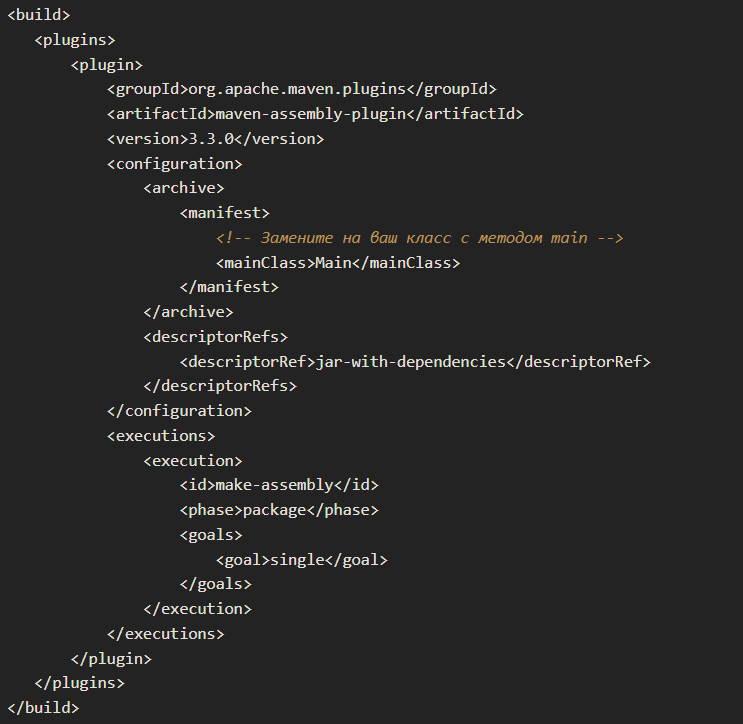 <build>
<plugins>
<plugin>
<groupId>org.apache.maven.plugins</groupId>
<artifactId>maven-assembly-plugin</artifactId>
<version>3.3.0</version>
<configuration>
<archive>
<manifest>
<!-- Замените на ваш класс с методом main -->
<mainClass>Main</mainClass>
</manifest>
</archive>
<descriptorRefs>
<descriptorRef>jar-with-dependencies</descriptorRef>
</descriptorRefs>
</configuration>
<executions>
<execution>
<id>make-assembly</id>
<phase>package</phase>
<goals>
<goal>single</goal>
</goals>
</execution>
</executions>
</plugin>
</plugins>
</build>